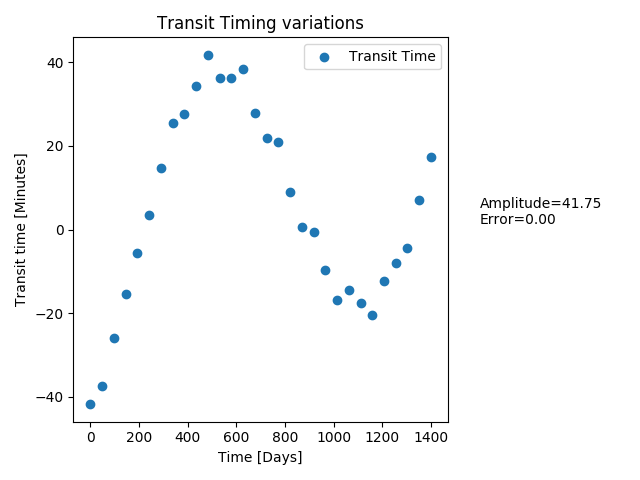 Transit Timing variations
Transit Time
Transit time [Minutes]
40
20
0
−20
−40
0 200 400 600 800 1000 1200 1400
Time [Days]
Amplitude=41.75
Error=0.00